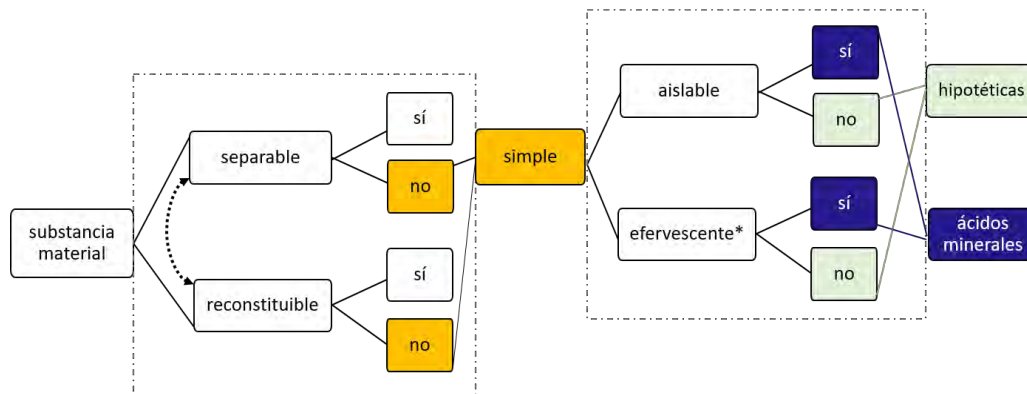 substancia
material
separable
sí
no
reconstituible
sí
no
simple
aislable
sí
no
efervescente*
sí
no
hipotéticas
ácidos
minerales